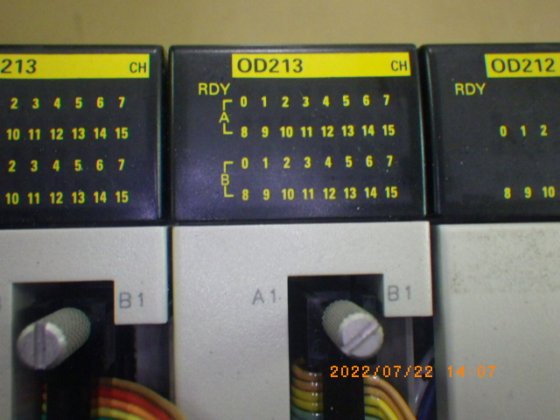 213 CH
2 3 4 5 6 7
10 11 12 13 14 15
2 3 4 5 6 7
10 11 12 13 14 15
B1
OD213 CH
RDY
A
0 1 2 3 4 5 6 7
8 9 10 11 12 13 14 15
B
0 1 2 3 4 5 6 7
8 9 10 11 12 13 14 15
A1 B1
OD212
RDY
0 1 2
8 9 10
2022/07/22 14:07